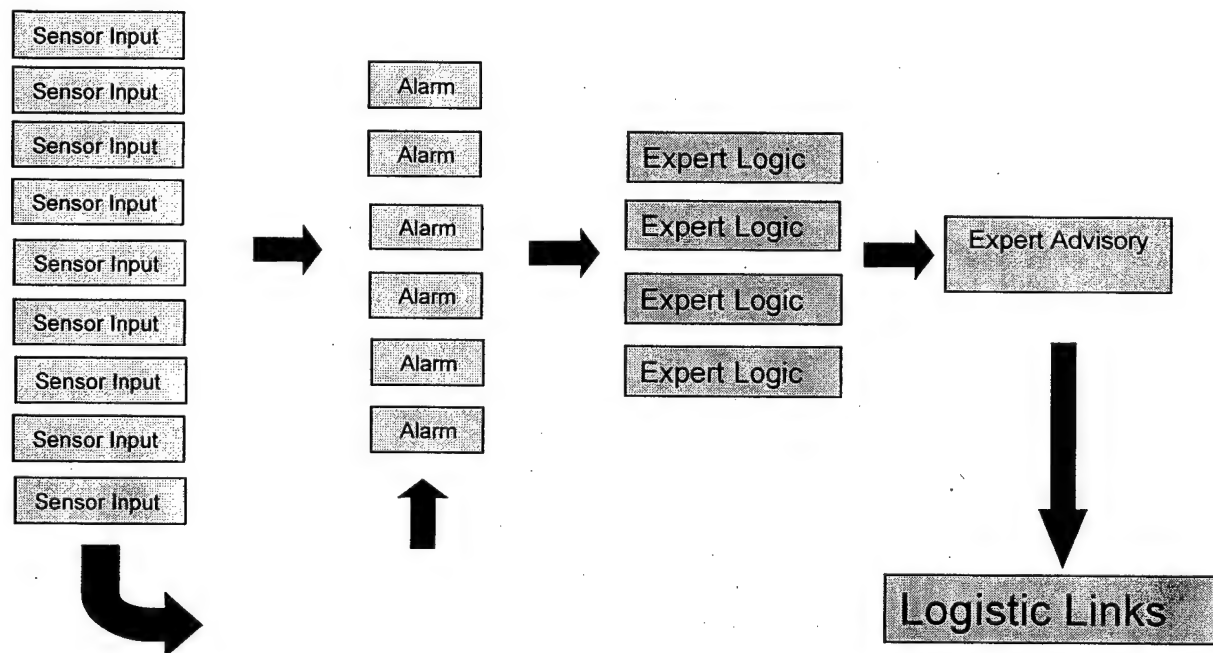 Sensor Input
Sensor Input
Sensor Input
Sensor Input
Sensor Input
Sensor Input
Sensor Input
Sensor Input
Sensor Input
Alarm
Alarm
Alarm
Alarm
Alarm
Alarm
Expert Logic
Expert Logic
Expert Logic
Expert Logic
Expert Advisory
Logistic Links